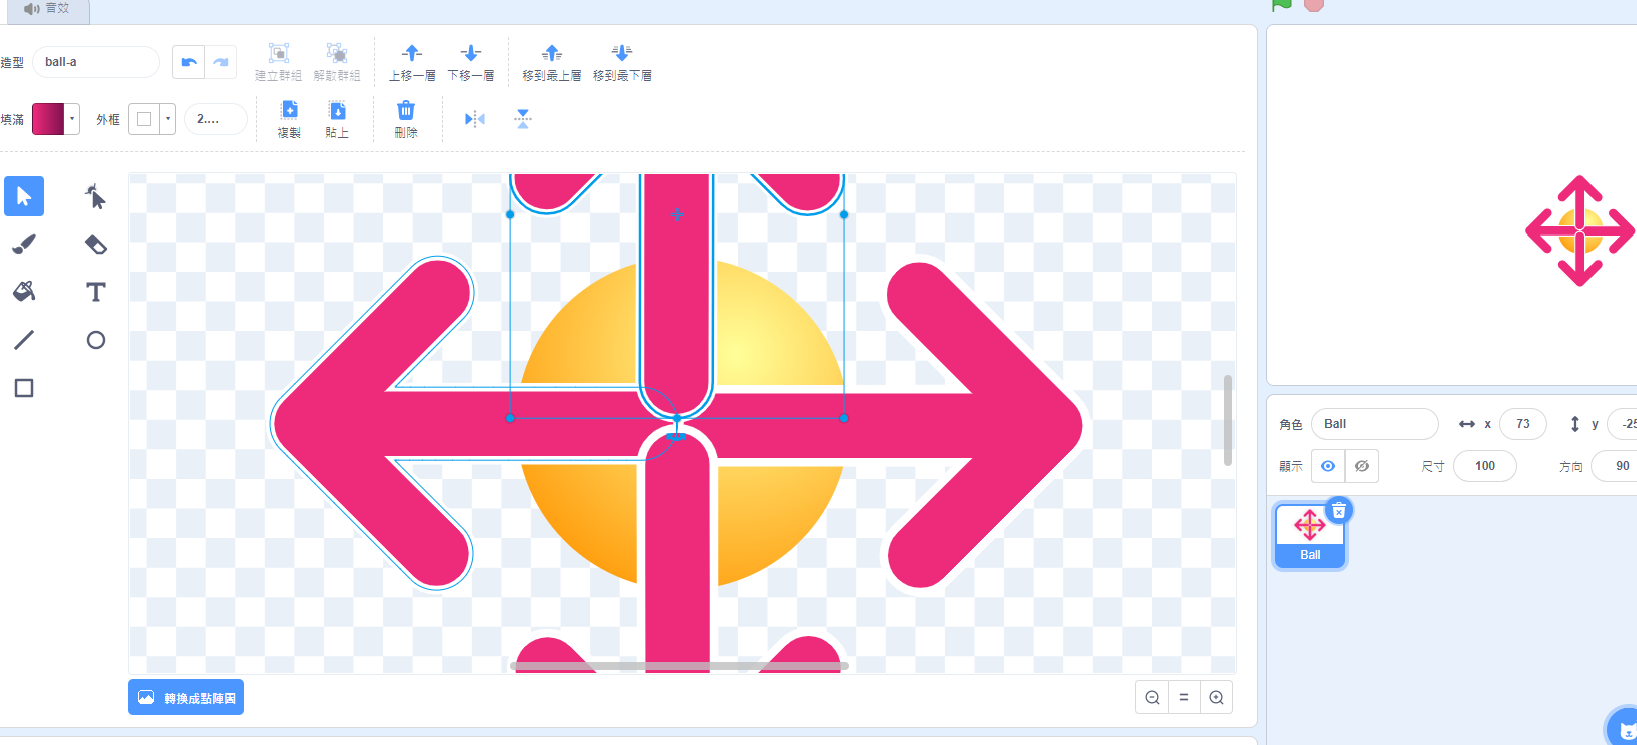 音效
造型 ball-a
建立群組 解散群組 上移一層 下移一層 移到最上層 移到最下層
填滿 外框 2.... 複製 貼上 刪除
T
角色 Ball x 73 y -25
顯示 尺寸 100 方向 90
Ball
轉換成點陣圖